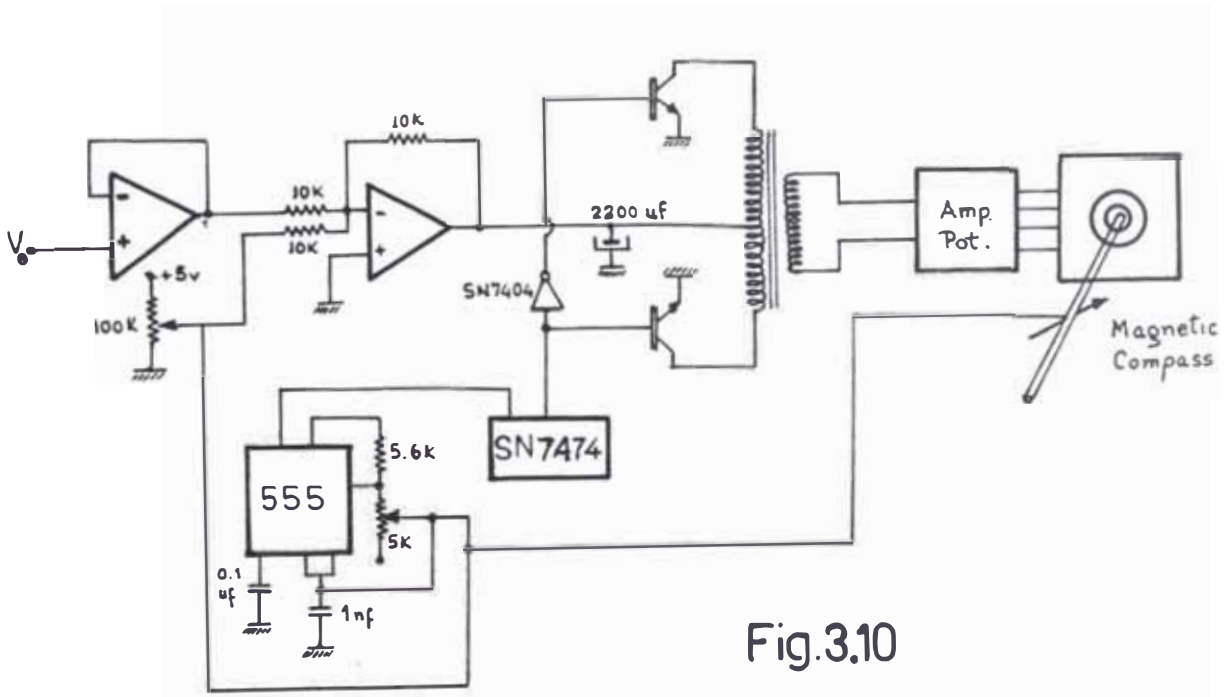 10K
10K
10K
2200 uf
Amp.
Pot.
V₀
+5v
100K
SN7404
Magnetic
Compass
SN7474
5.6K
555
5K
0.1
uf
1nf
Fig.3.10
-
+
-
+